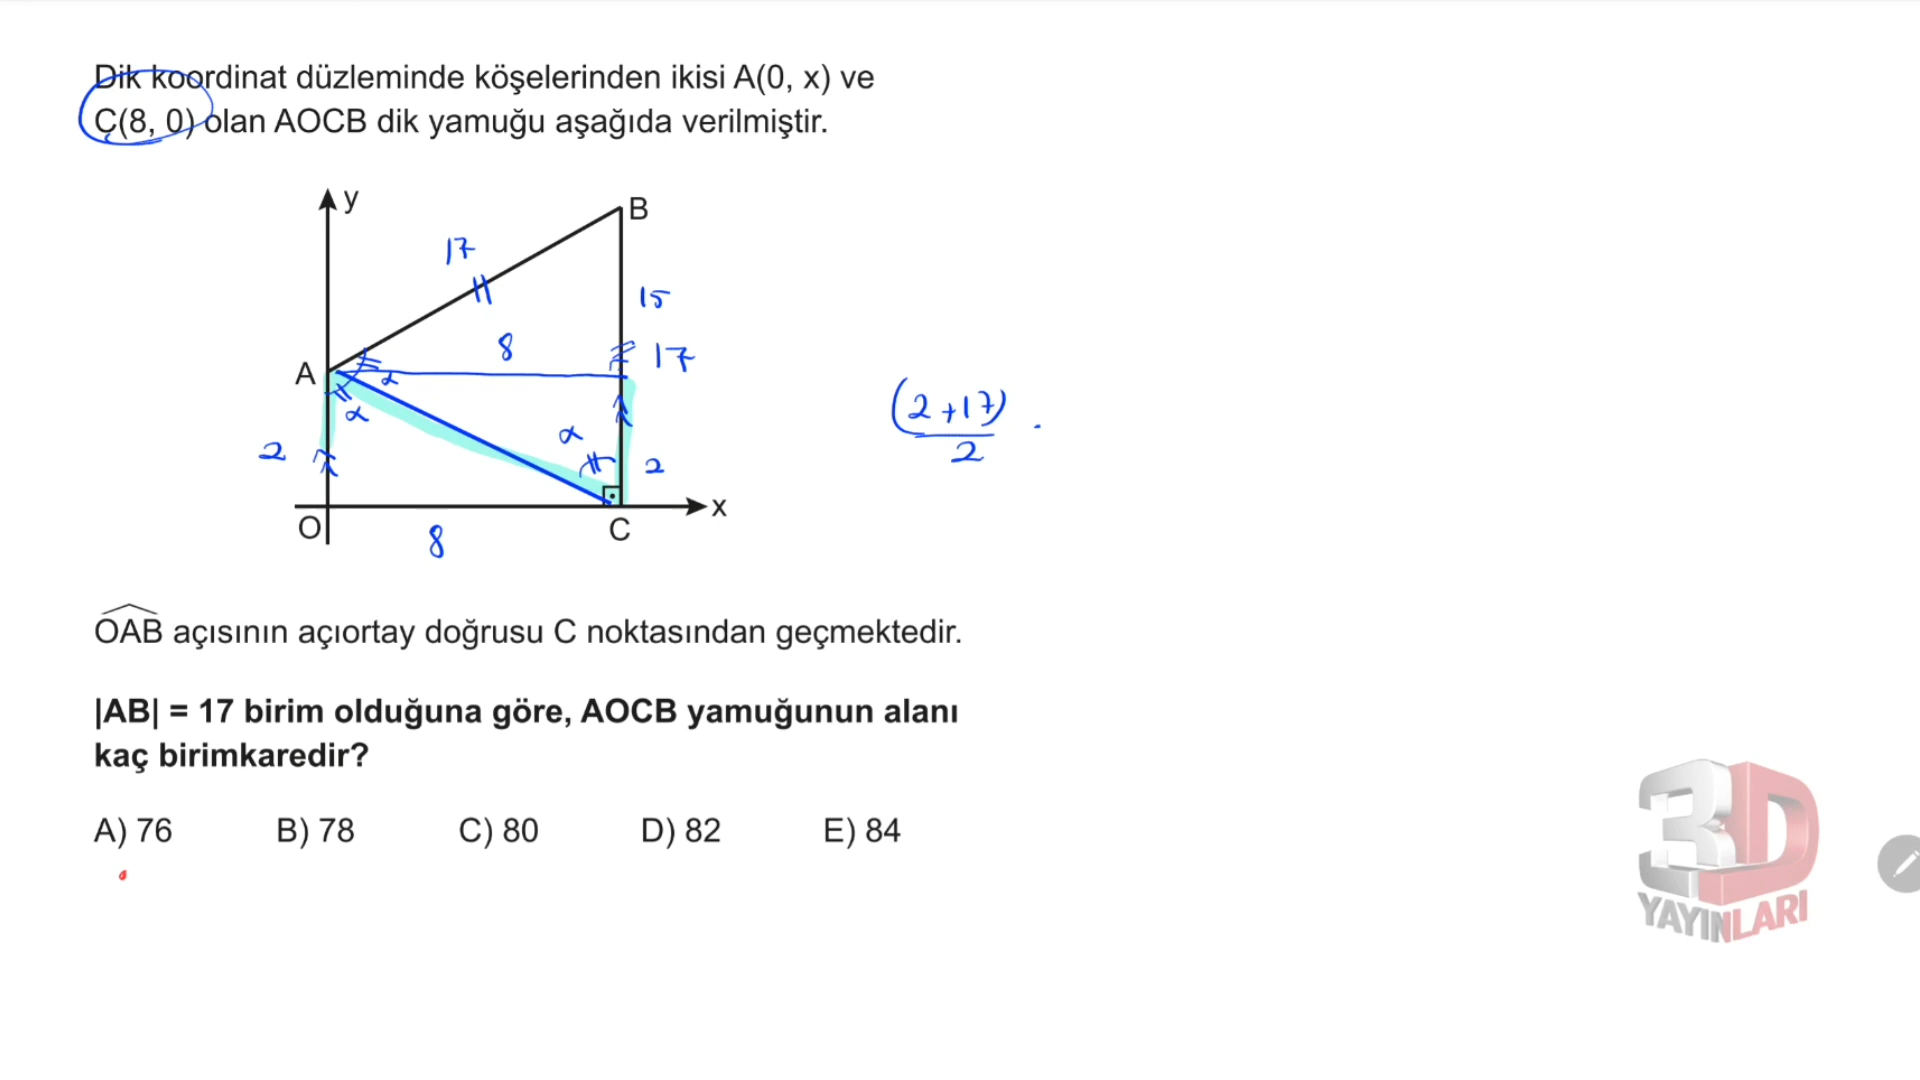 Dik koordinat düzleminde köşelerinden ikisi A(0, x) ve
C(8, 0) olan AOCB dik yamuğu aşağıda verilmiştir.
y
B
17
15
8
17
A
α
α
α
2
2
(2+17)
2
.
x
O
C
8
OAB açısının açıortay doğrusu C noktasından geçmektedir.
|AB| = 17 birim olduğuna göre, AOCB yamuğunun alanı
kaç birimkaredir?
A) 76 B) 78 C) 80 D) 82 E) 84
3D
YAYINLARI